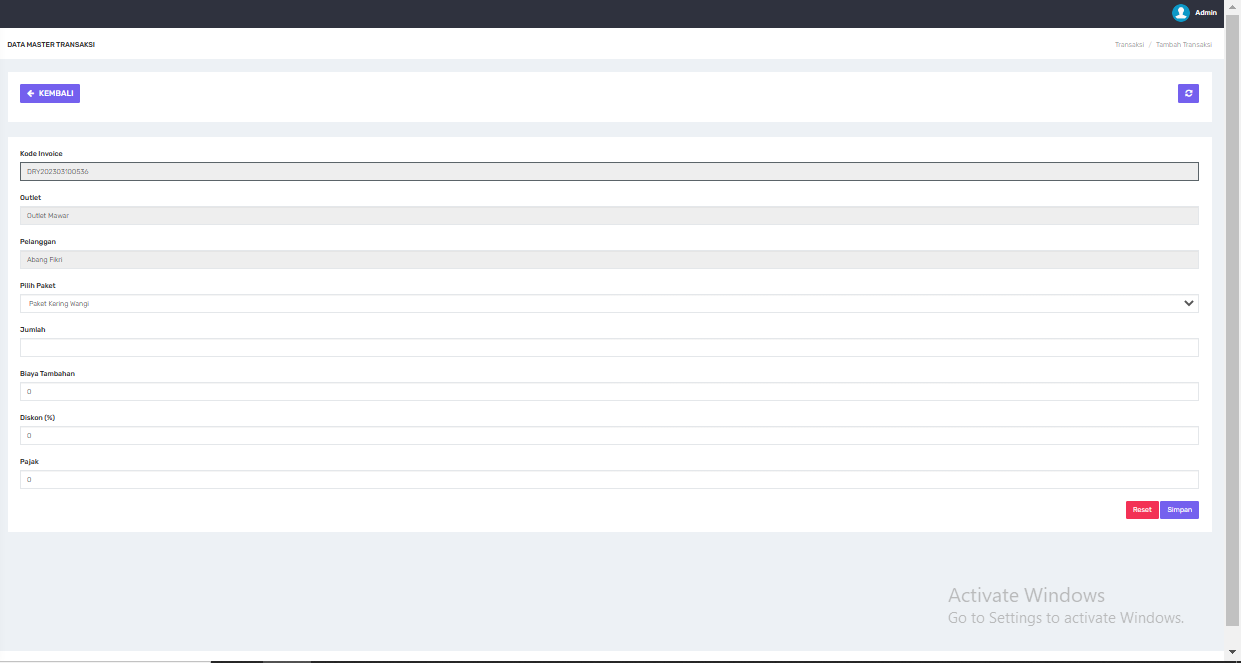 Admin
DATA MASTER TRANSAKSI
Transaksi / Tambah Transaksi
KEMBALI
Kode Invoice
DRY202303100536
Outlet
Outlet Mawar
Pelanggan
Abang Fikri
Pilih Paket
Paket Kering Wangi
Jumlah
Biaya Tambahan
0
Diskon (%)
0
Pajak
0
Reset Simpan
Activate Windows
Go to Settings to activate Windows.